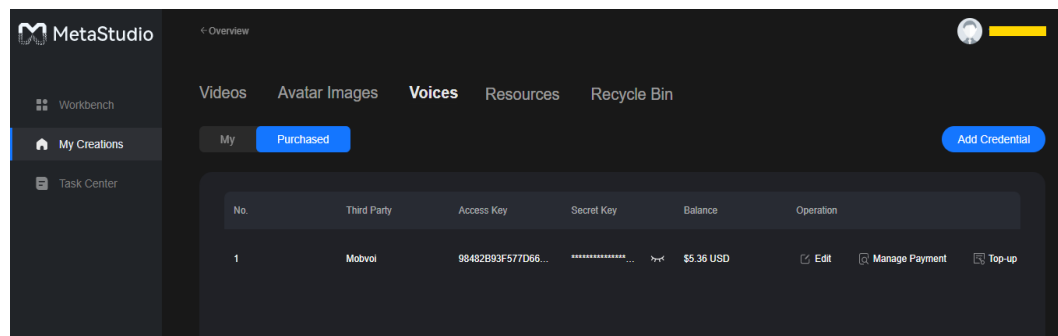 MetaStudio
←Overview
Workbench
My Creations
Task Center
Videos Avatar Images Voices Resources Recycle Bin
My Purchased
Add Credential
No. Third Party Access Key Secret Key Balance Operation
1 Mobvoi 98482B93F577D66... ***************... $5.36 USD Edit Manage Payment Top-up